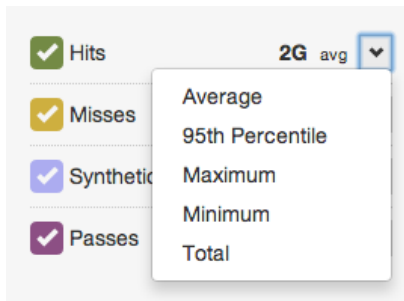 Hits 2G avg
Average
Misses
95th Percentile
Maximum
Synthetic
Minimum
Passes
Total